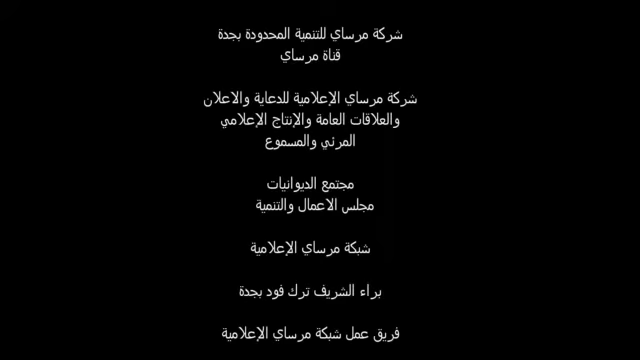 شركة مرساي للتنمية المحدودة بجدة
قناة مرساي
شركة مرساي الإعلامية للدعاية والاعلان
والعلاقات العامة والإنتاج الإعلامي
المرئي والمسموع
مجتمع الديوانيات
مجلس الاعمال والتنمية
شبكة مرساي الإعلامية
براء الشريف ترك فود بجدة
فريق عمل شبكة مرساي الإعلامية